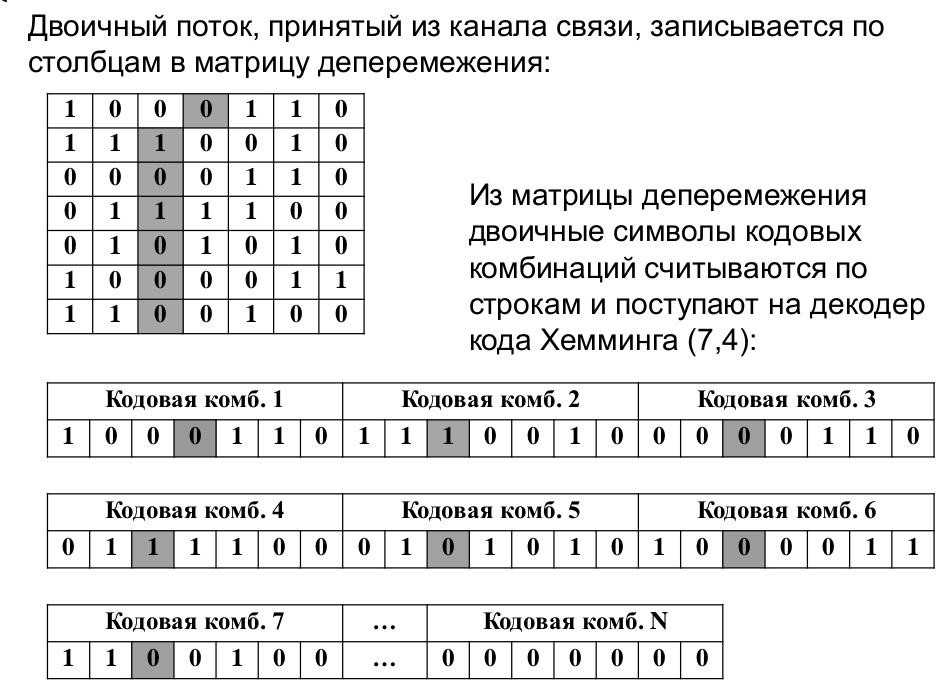 Двоичный поток, принятый из канала связи, записывается по
столбцам в матрицу деперемежения:
1 0 0 0 1 1 0
1 1 1 0 0 1 0
0 0 0 0 1 1 0
0 1 1 1 1 0 0
0 1 0 1 0 1 0
1 0 0 0 0 1 1
1 1 0 0 1 0 0
Из матрицы деперемежения
двоичные символы кодовых
комбинаций считываются по
строкам и поступают на декодер
кода Хемминга (7,4):
Кодовая комб. 1 Кодовая комб. 2 Кодовая комб. 3
1 0 0 0 1 1 0 1 1 1 0 0 1 0 0 0 0 0 1 1 0
Кодовая комб. 4 Кодовая комб. 5 Кодовая комб. 6
0 1 1 1 1 0 0 0 1 0 1 0 1 0 1 0 0 0 0 1 1
Кодовая комб. 7 ... Кодовая комб. N
1 1 0 0 1 0 0 ... 0 0 0 0 0 0 0